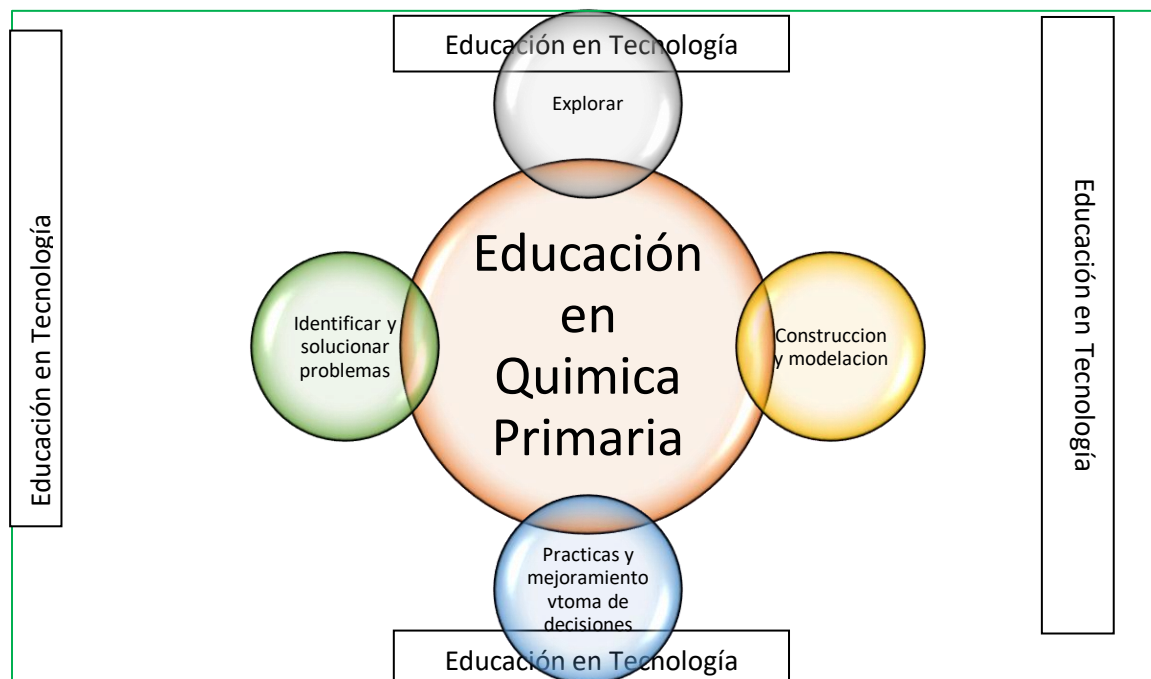 Educación en Tecnología
Explorar
Educación en Tecnología
Educación
en
Quimica
Primaria
Identificar y
solucionar
problemas
Construccion
y modelacion
Educación en Tecnología
Practicas y
mejoramiento
vtoma de
decisiones
Educación en Tecnología